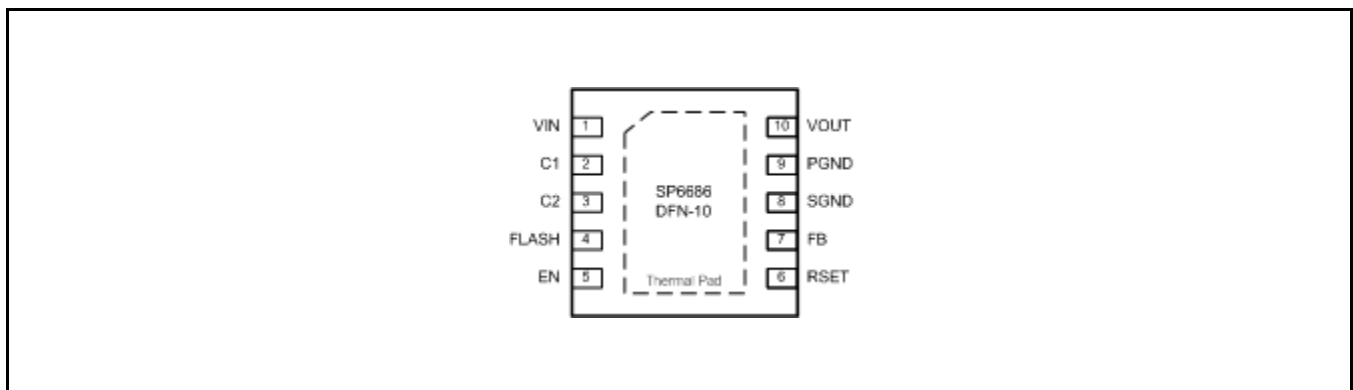 VIN 1
C1 2
C2 3
FLASH 4
EN 5
SP6686
DFN-10
Thermal Pad
10 VOUT
9 PGND
8 SGND
7 FB
6 RSET